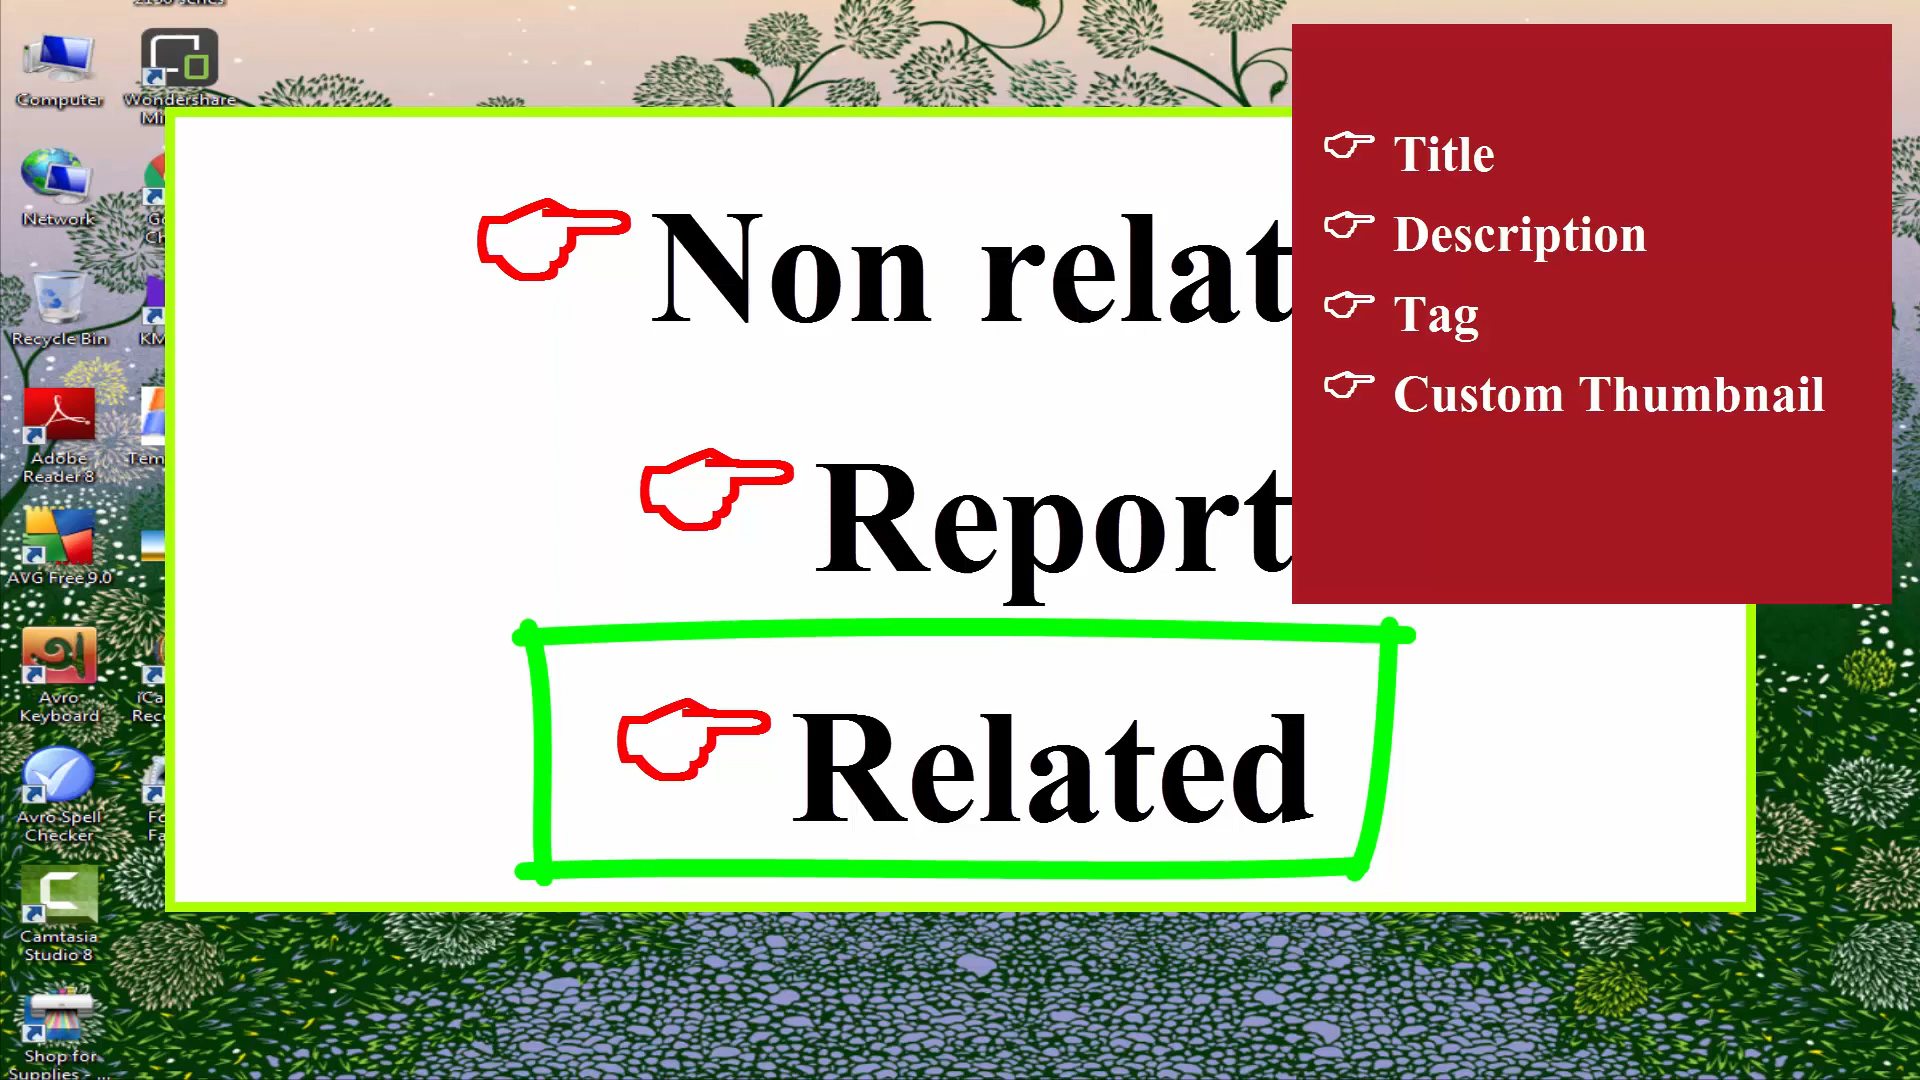 Computer
Wondershare
Network
Recycle Bin
Adobe
Reader 8
AVG Free 9.0
Avro
Keyboard
Avro Spell
Checker
Camtasia
Studio 8
Shop for
Supplies - ...
Non relat
Report
Related
Title
Description
Tag
Custom Thumbnail